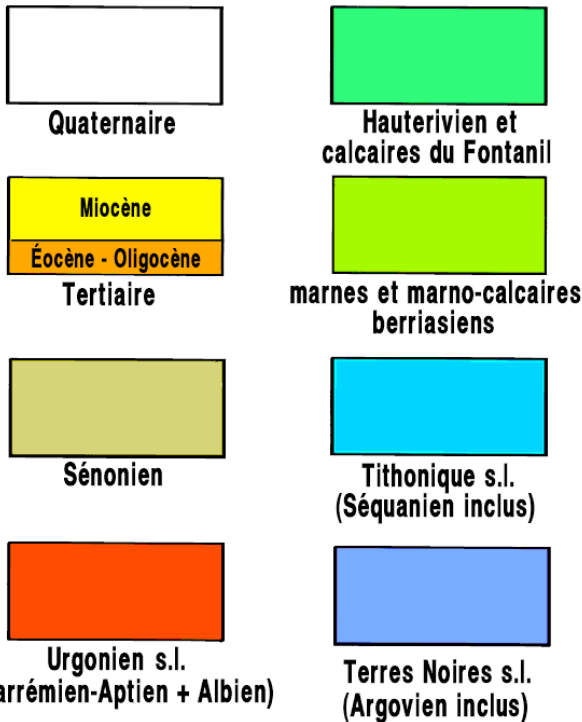 Quaternaire
Miocène
Éocène - Oligocène
Tertiaire
Sénonien
Urgonien s.l.
arrémien-Aptien + Albien)
Hauterivien et
calcaires du Fontanil
marnes et marno-calcaires
berriasiens
Tithonique s.l.
(Séquanien inclus)
Terres Noires s.l.
(Argovien inclus)